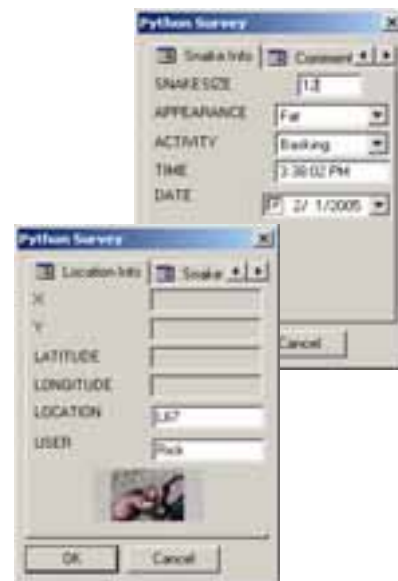 Python Survey
Snake Info Comment
SNAKESIZE 12
APPEARANCE Fat
ACTIVITY Basking
TIME 3:38:02 PM
DATE 2/ 1/2005
Cancel
Python Survey
Location Info Snake
X
Y
LATITUDE
LONGITUDE
LOCATION L67
USER Rick
OK Cancel